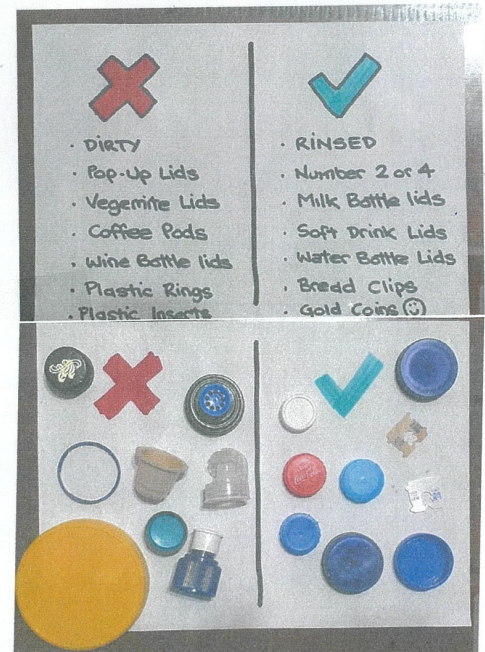 · DIRTY
· Pop-Up Lids
· Vegemite Lids
· Coffee Pods
· Wine Bottle lids
· Plastic Rings
· Plastic Inserts
· RINSED
· Number 2 or 4
· Milk Bottle lids
· Soft Drink Lids
· Water Bottle Lids
· Bread Clips
· Gold Coins ☺